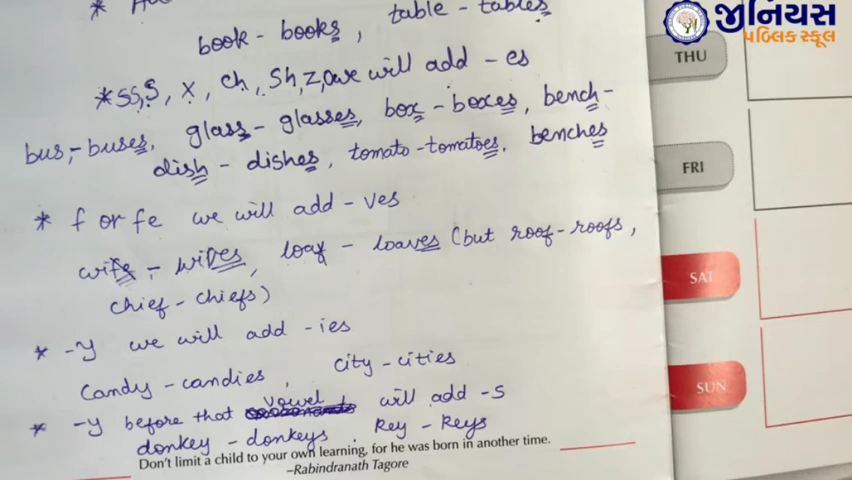 * 
book - books, table - tables
*ss, s, x, ch, sh, z, o we will add - es
bus, - buses, glass - glasses, box - boxes, bench -
dish - dishes, tomato - tomatoes, benches
* f or fe we will add - ves
wife, - wives, loaf - loaves (but roof - roofs,
chief - chiefs)
* -y we will add - ies
Candy - candies, city - cities
* -y before that vowel will add - s
donkey - donkeys, key - keys
Don't limit a child to your own learning, for he was born in another time.
–Rabindranath Tagore
જીનિયસ
પબ્લિક સ્કૂલ
THU
FRI
SAT
SUN